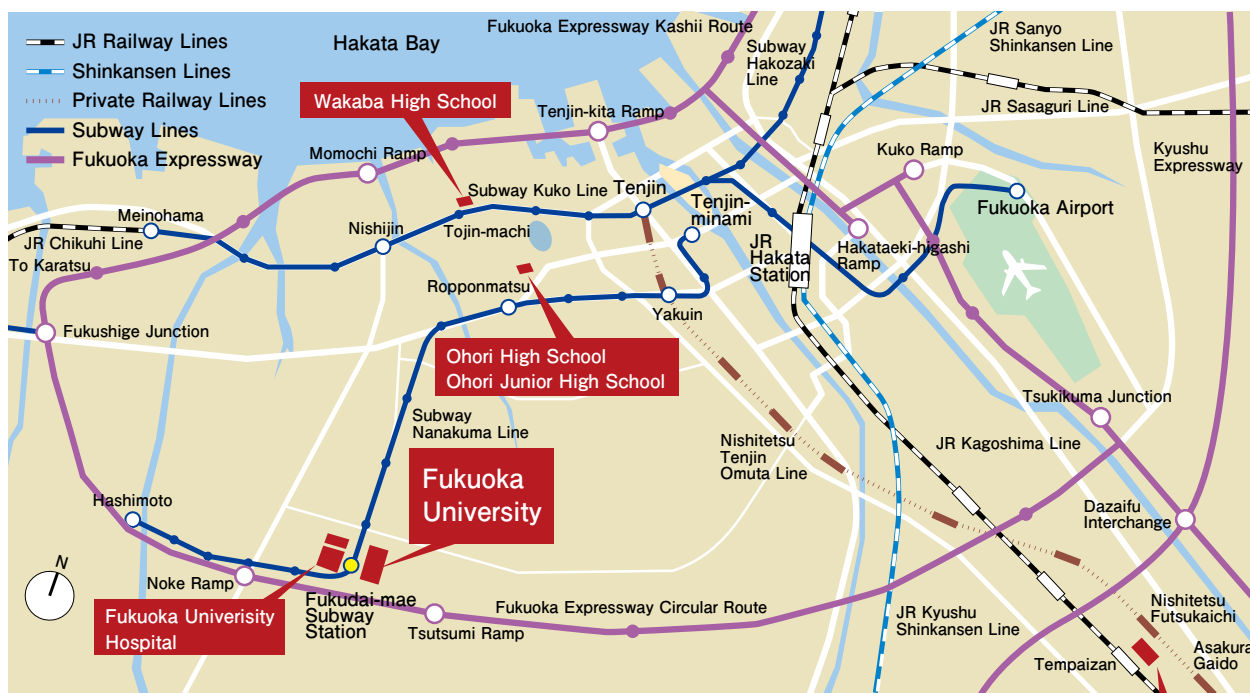 JR Railway Lines
Shinkansen Lines
Private Railway Lines
Subway Lines
Fukuoka Expressway
Hakata Bay
Fukuoka Expressway Kashii Route
Subway
Hakozaki
Line
JR Sanyo
Shinkansen Line
JR Sasaguri Line
Kyushu
Expressway
Wakaba High School
Tenjin-kita Ramp
Momochi Ramp
Kuko Ramp
Subway Kuko Line
Tenjin
Tenjin-
minami
Fukuoka Airport
Meinohama
JR Chikuhi Line
Nishijin
Tojin-machi
JR
Hakata
Station
Hakataeki-higashi
Ramp
To Karatsu
Ropponmatsu
Yakuin
Fukushige Junction
Ohori High School
Ohori Junior High School
Subway
Nanakuma Line
Tsukikuma Junction
Nishitetsu
Tenjin
Omuta Line
JR Kagoshima Line
Fukuoka
University
Hashimoto
Dazaifu
Interchange
N
Noke Ramp
Fukuoka Univerisity
Hospital
Fukudai-mae
Subway
Station
Tsutsumi Ramp
Fukuoka Expressway Circular Route
JR Kyushu
Shinkansen Line
Nishitetsu
Futsukaichi
Tempaizan
Asakura
Gaido